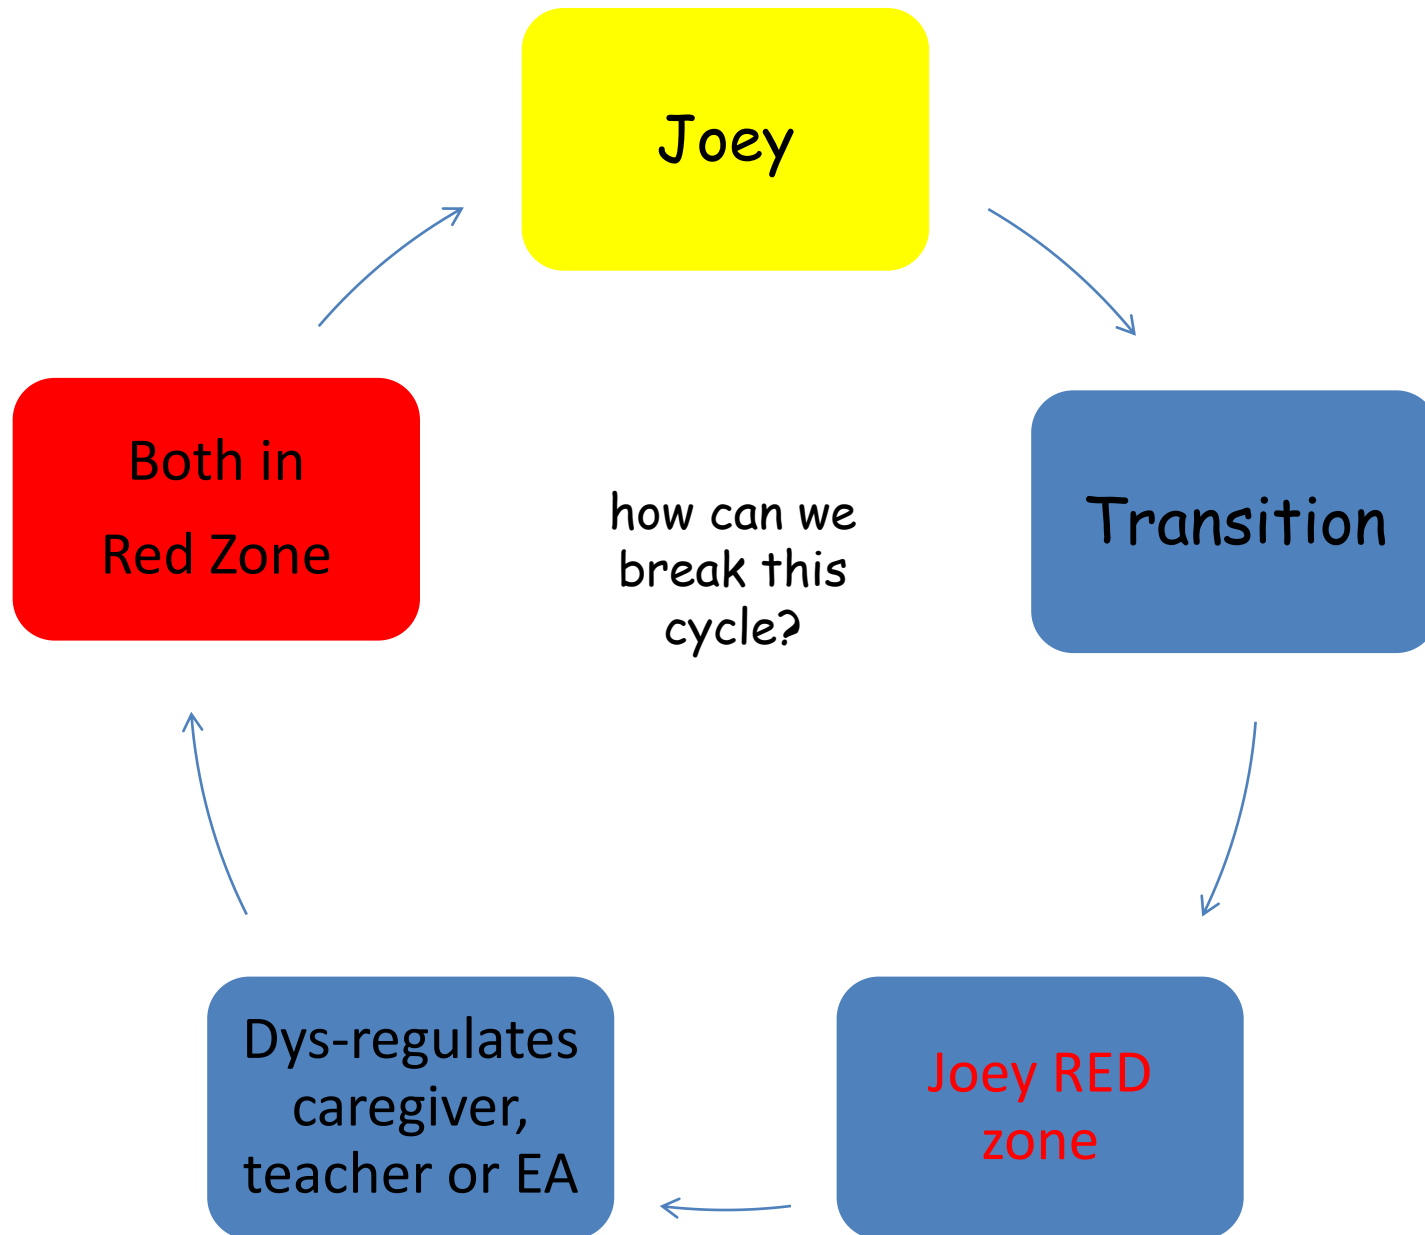 Joey
Transition
Joey RED
zone
Dys-regulates
caregiver,
teacher or EA
Both in
Red Zone
how can we
break this
cycle?